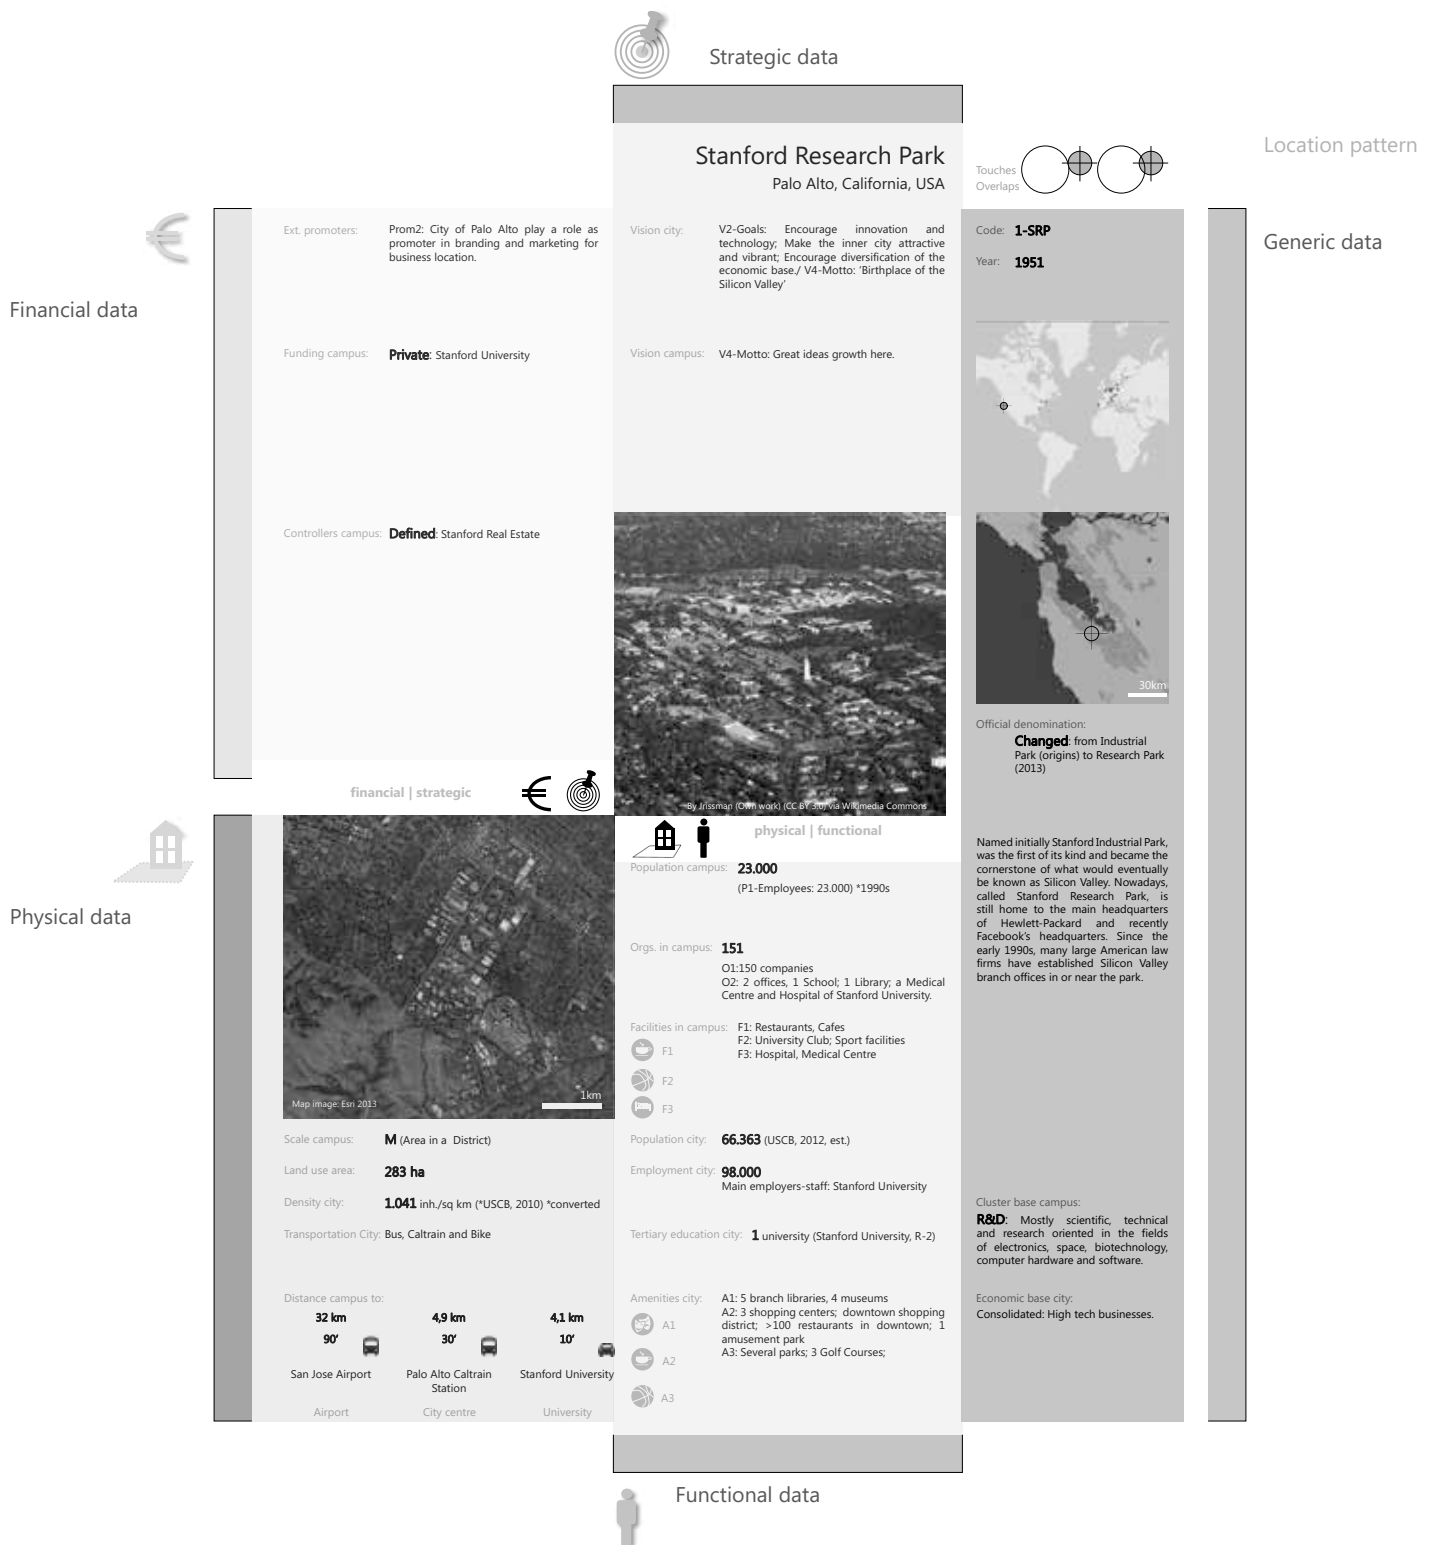 Strategic data
Stanford Research Park
Palo Alto, California, USA
Location pattern
Touches
Overlaps
Financial data
Ext. promoters:
Prom2: City of Palo Alto play a role as
promoter in branding and marketing for
business location.
Funding campus:
Private: Stanford University
Controllers campus:
Defined: Stanford Real Estate
Vision city:
V2-Goals: Encourage innovation and
technology; Make the inner city attractive
and vibrant; Encourage diversification of the
economic base./ V4-Motto: ‘Birthplace of the
Silicon Valley’
Vision campus:
V4-Motto: Great ideas growth here.
By Jrissman (Own work) (CC BY 3.0) via Wikimedia Commons
Generic data
Code: 1-SRP
Year: 1951
30km
Official denomination:
Changed: from Industrial
Park (origins) to Research Park
(2013)
Named initially Stanford Industrial Park,
was the first of its kind and became the
cornerstone of what would eventually
be known as Silicon Valley. Nowadays,
called Stanford Research Park, is
still home to the main headquarters
of Hewlett-Packard and recently
Facebook’s headquarters. Since the
early 1990s, many large American law
firms have established Silicon Valley
branch offices in or near the park.
Cluster base campus:
R&D: Mostly scientific, technical
and research oriented in the fields
of electronics, space, biotechnology,
computer hardware and software.
Economic base city:
Consolidated: High tech businesses.
financial | strategic
physical | functional
Physical data
Map image: Esri 2013
1km
Scale campus: M (Area in a District)
Land use area: 283 ha
Density city: 1.041 inh./sq km (*USCB, 2010) *converted
Transportation City: Bus, Caltrain and Bike
Distance campus to:
32 km 4,9 km 4,1 km
90’ 30’ 10’
San Jose Airport Palo Alto Caltrain Stanford University
Station
Airport City centre University
Population campus: 23.000
(P1-Employees: 23.000) *1990s
Orgs. in campus: 151
O1:150 companies
O2: 2 offices, 1 School; 1 Library; a Medical
Centre and Hospital of Stanford University.
Facilities in campus: F1: Restaurants, Cafes
F2: University Club; Sport facilities
F3: Hospital, Medical Centre
F1
F2
F3
Population city: 66.363 (USCB, 2012, est.)
Employment city: 98.000
Main employers-staff: Stanford University
Tertiary education city: 1 university (Stanford University, R-2)
Amenities city: A1: 5 branch libraries, 4 museums
A2: 3 shopping centers; downtown shopping
district; >100 restaurants in downtown; 1
amusement park
A3: Several parks; 3 Golf Courses;
A1
A2
A3
Functional data